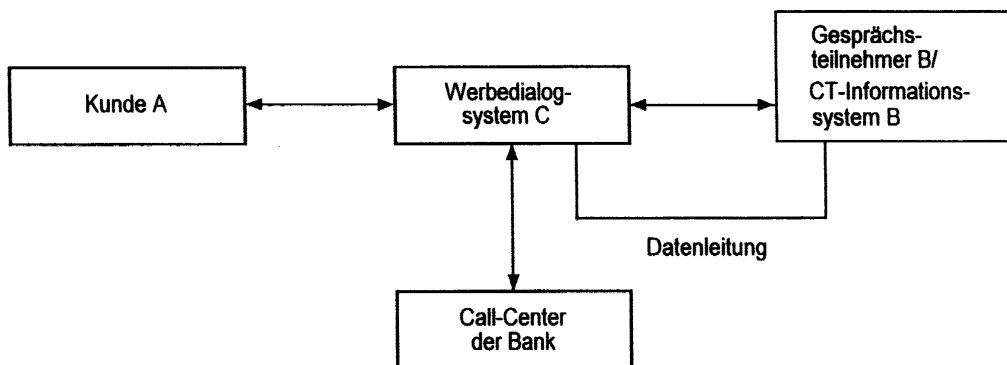 Kunde A
Werbedialog-
system C
Gesprächs-
teilnehmer B/
CT-Informations-
system B
Datenleitung
Call-Center
der Bank